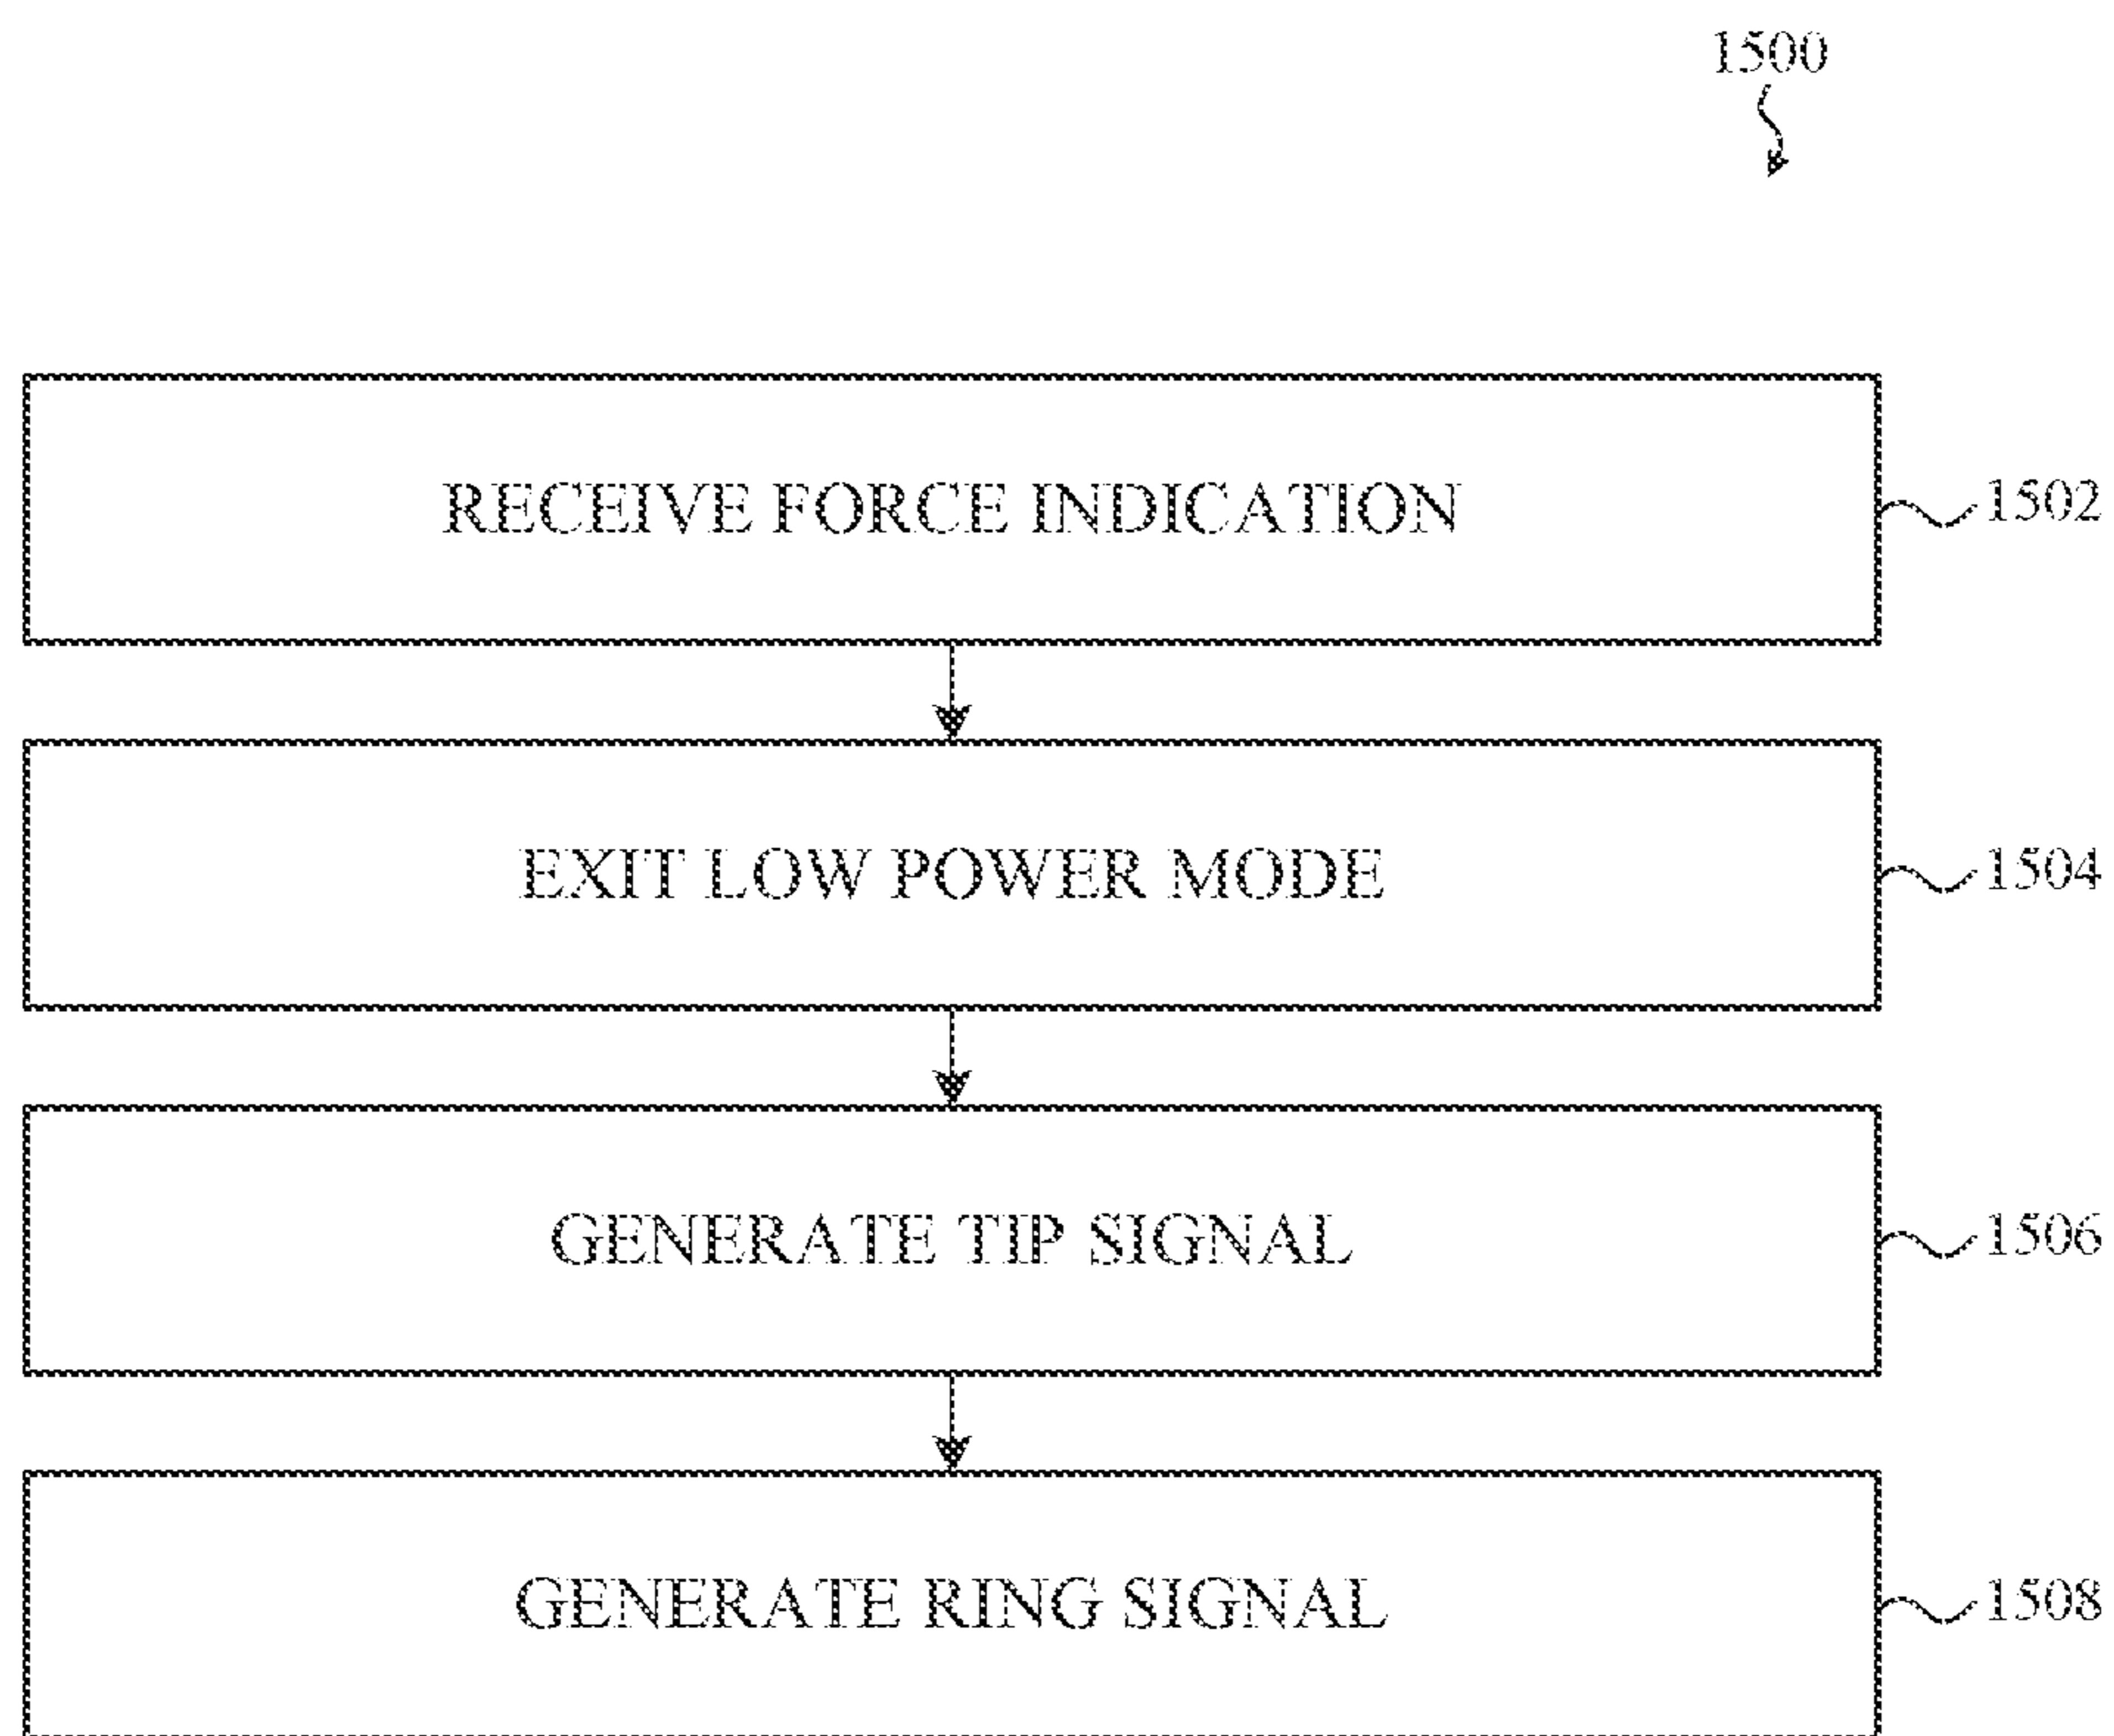 1500
RECEIVE FORCE INDICATION
1502
EXIT LOW POWER MODE
1504
GENERATE TIP SIGNAL
1506
GENERATE RING SIGNAL
1508